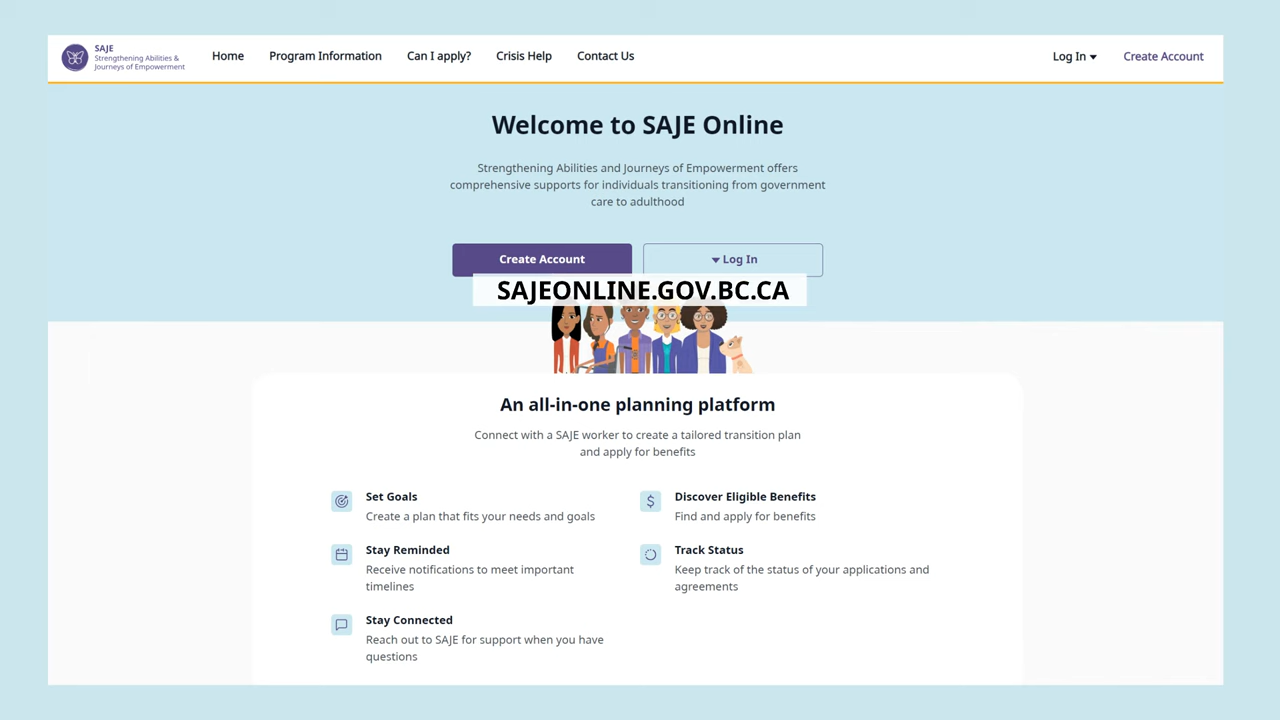 SAJE
Strengthening Abilities &
Journeys of Empowerment
Home
Program Information
Can I apply?
Crisis Help
Contact Us
Log In
Create Account
Welcome to SAJE Online
Strengthening Abilities and Journeys of Empowerment offers
comprehensive supports for individuals transitioning from government
care to adulthood
Create Account
Log In
SAJEONLINE.GOV.BC.CA
An all-in-one planning platform
Connect with a SAJE worker to create a tailored transition plan
and apply for benefits
Set Goals
Create a plan that fits your needs and goals
Discover Eligible Benefits
Find and apply for benefits
Stay Reminded
Receive notifications to meet important
timelines
Track Status
Keep track of the status of your applications and
agreements
Stay Connected
Reach out to SAJE for support when you have
questions